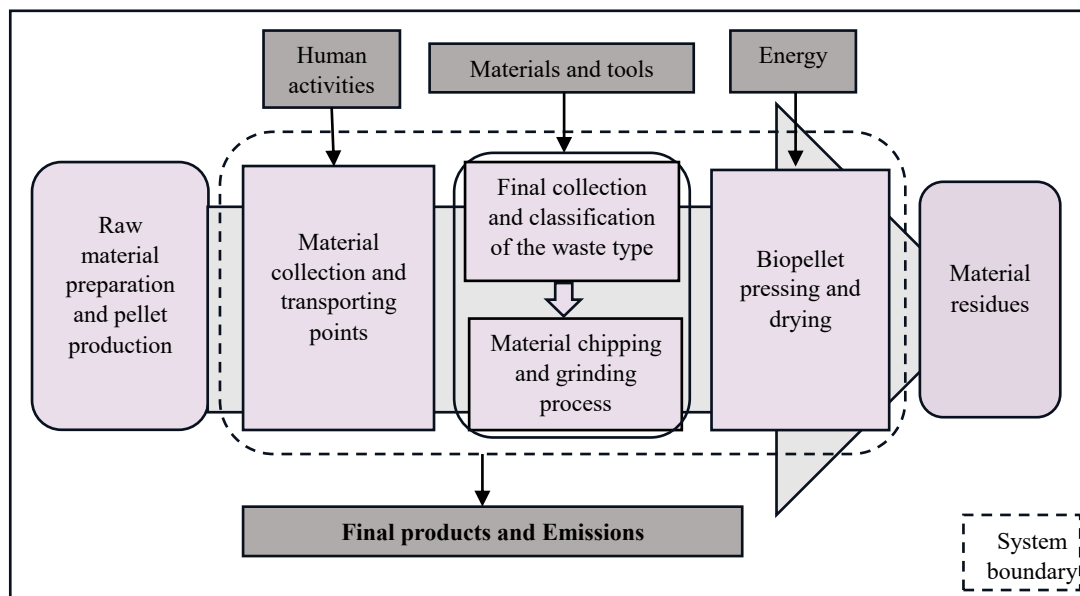 Human
activities
Materials and tools
Energy
Raw
material
preparation
and pellet
production
Material
collection and
transporting
points
Final collection
and classification
of the waste type
Material chipping
and grinding
process
Biopellet
pressing and
drying
Material
residues
Final products and Emissions
System
boundary